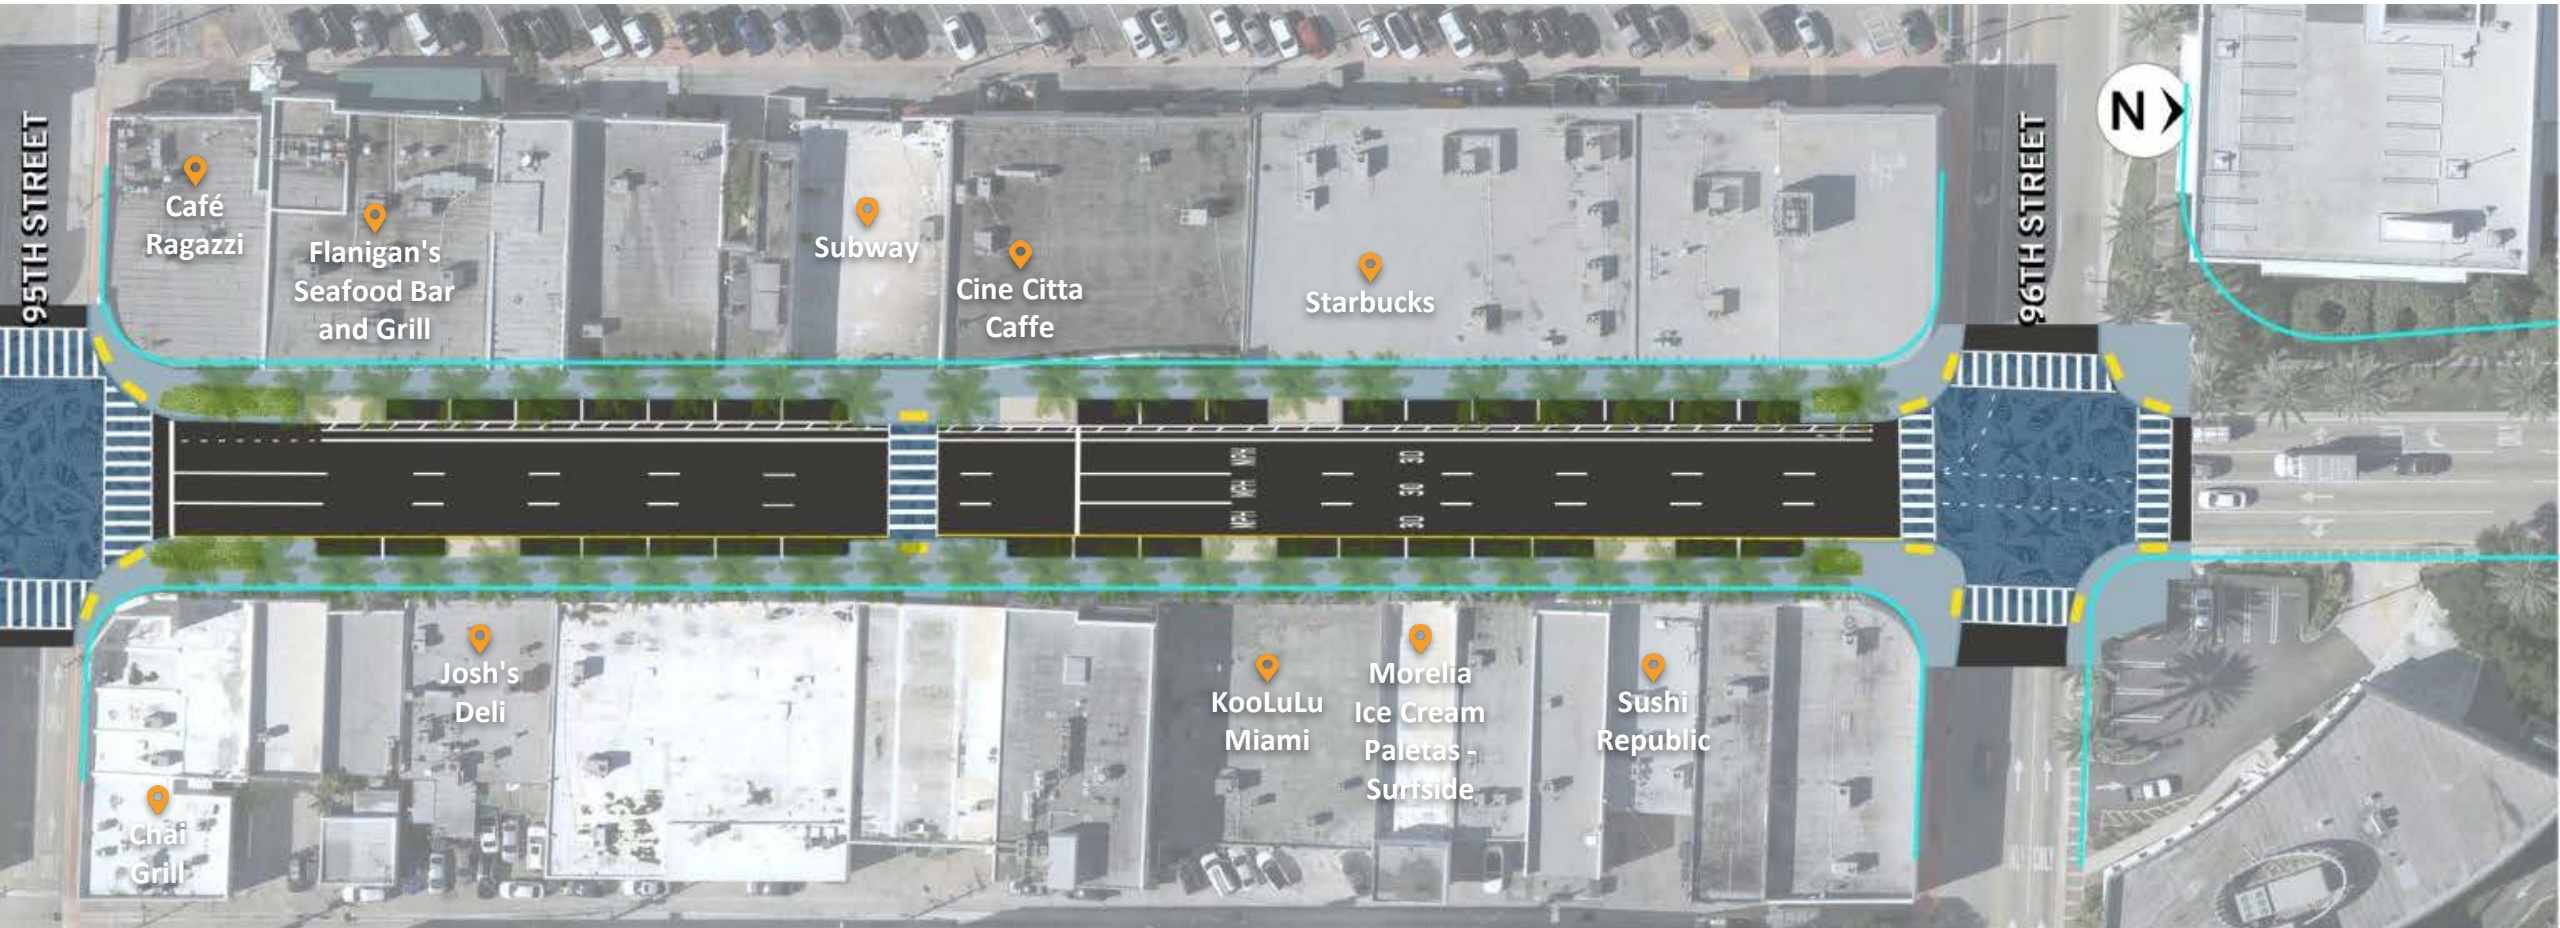 95TH STREET
96TH STREET
N
Café
Ragazzi
Flanigan's
Seafood Bar
and Grill
Subway
Cine Citta
Caffe
Starbucks
MPH 30
MPH 30
MPH 30
Josh's
Deli
KooLuLu
Miami
Morelia
Ice Cream
Paletas -
Surfside
Sushi
Republic
Chai
Grill